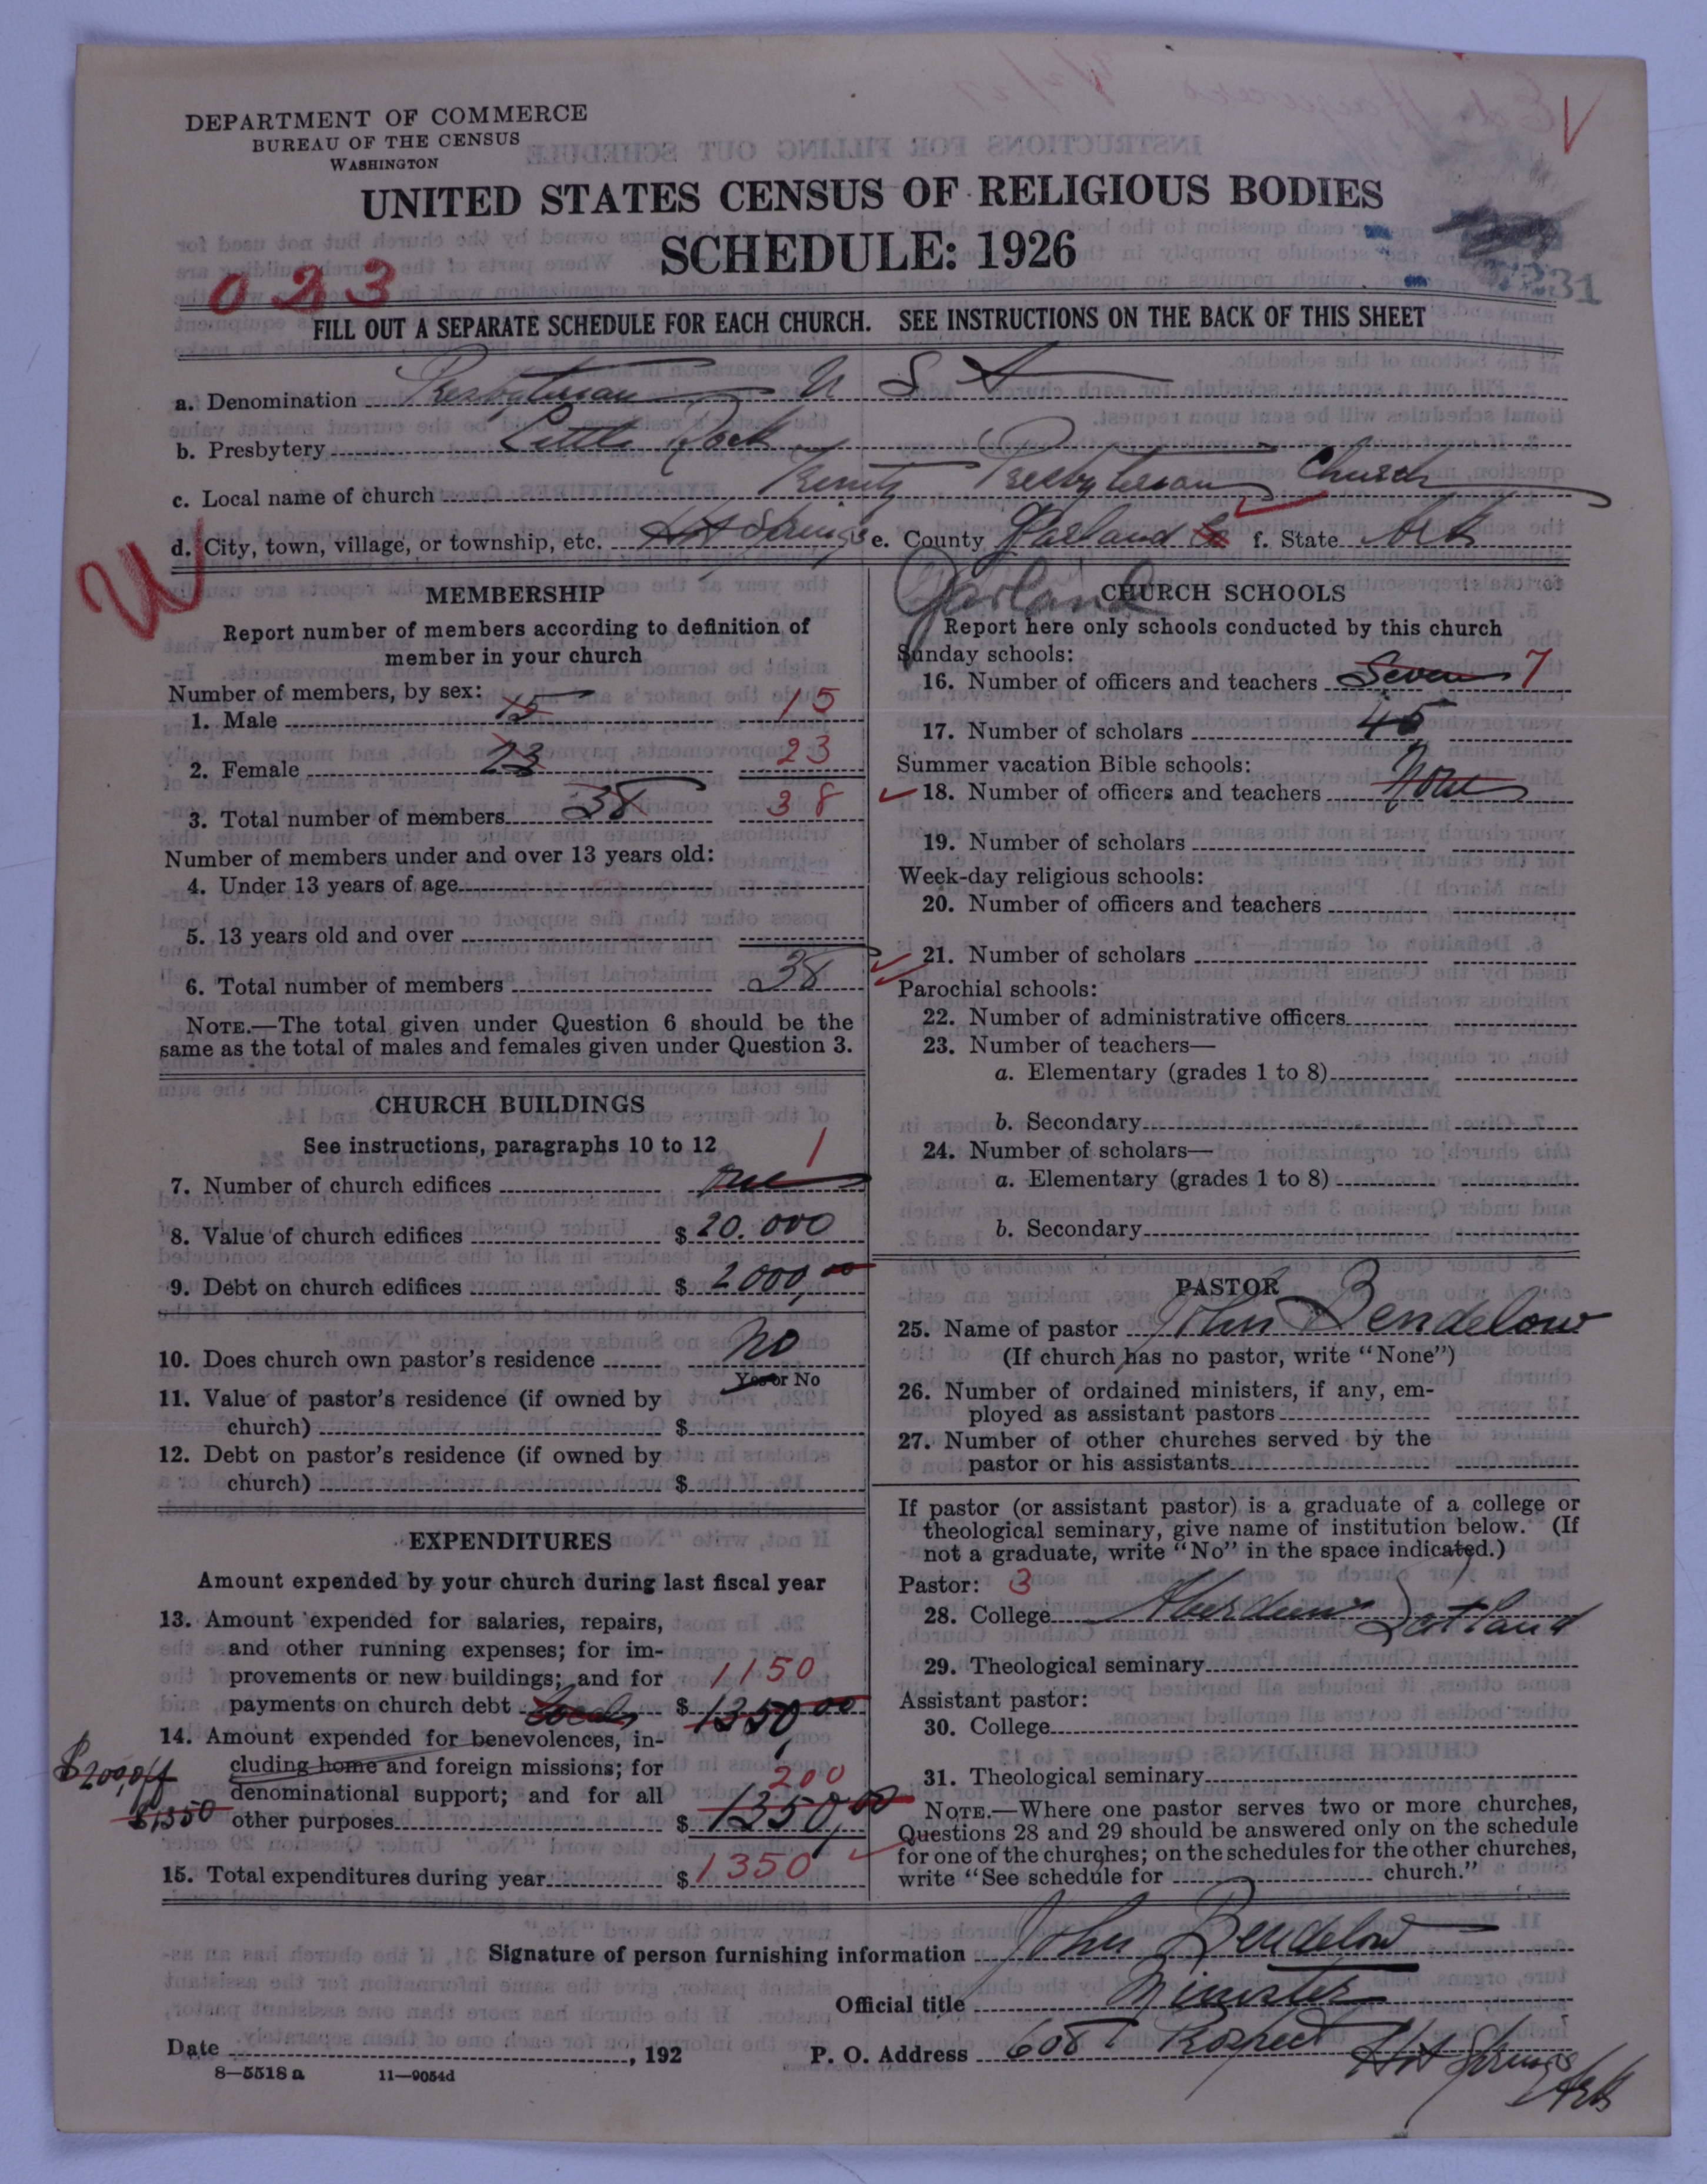 DEPARTMENT OF COMMERCE
BUREAU OF THE CENSUS
WASHINGTON
UNITED STATES CENSUS OF RELIGIOUS BODIES
SCHEDULE: 1926
023
FILL OUT A SEPARATE SCHEDULE FOR EACH CHURCH. SEE INSTRUCTIONS ON THE BACK OF THIS SHEET
a. Denomination Presbyterian U S A
b. Presbytery Little Rock
c. Local name of church Trinity Presbyterian Church
d. City, town, village, or township, etc. Hot Springs e. County Garland Co f. State Ark
U
Garland
MEMBERSHIP
Report number of members according to definition of
member in your church
Number of members, by sex:
1. Male 15 15
2. Female 23 23
3. Total number of members 38 38
Number of members under and over 13 years old:
4. Under 13 years of age
5. 13 years old and over
6. Total number of members 38
NOTE.—The total given under Question 6 should be the
same as the total of males and females given under Question 3.
CHURCH BUILDINGS
See instructions, paragraphs 10 to 12
7. Number of church edifices one 1
8. Value of church edifices $ 20.000
9. Debt on church edifices $ 2000,00
10. Does church own pastor's residence No
Yes or No
11. Value of pastor's residence (if owned by
church) $
12. Debt on pastor's residence (if owned by
church) $
EXPENDITURES
Amount expended by your church during last fiscal year
13. Amount expended for salaries, repairs,
and other running expenses; for im-
provements or new buildings; and for 1150
payments on church debt $ 1350,00
14. Amount expended for benevolences, in-
cluding home and foreign missions; for
denominational support; and for all 200
other purposes $ 1350,00
$1350
15. Total expenditures during year $ 1350
CHURCH SCHOOLS
Report here only schools conducted by this church
Sunday schools:
16. Number of officers and teachers Seven 7
17. Number of scholars 45
Summer vacation Bible schools:
18. Number of officers and teachers None
19. Number of scholars
Week-day religious schools:
20. Number of officers and teachers
21. Number of scholars
Parochial schools:
22. Number of administrative officers
23. Number of teachers—
a. Elementary (grades 1 to 8)
b. Secondary
24. Number of scholars—
a. Elementary (grades 1 to 8)
b. Secondary
PASTOR
25. Name of pastor John Bendelow
(If church has no pastor, write "None")
26. Number of ordained ministers, if any, em-
ployed as assistant pastors
27. Number of other churches served by the
pastor or his assistants
If pastor (or assistant pastor) is a graduate of a college or
theological seminary, give name of institution below. (If
not a graduate, write "No" in the space indicated.)
Pastor: 3
28. College Aberdeen Scotland
29. Theological seminary
Assistant pastor:
30. College
31. Theological seminary
NOTE.—Where one pastor serves two or more churches,
Questions 28 and 29 should be answered only on the schedule
for one of the churches; on the schedules for the other churches,
write "See schedule for church."
Signature of person furnishing information John Bendelow
Official title Minister
Date , 192 P. O. Address 608 Prospect Hot Springs Ark
8—5518 a 11—9054d